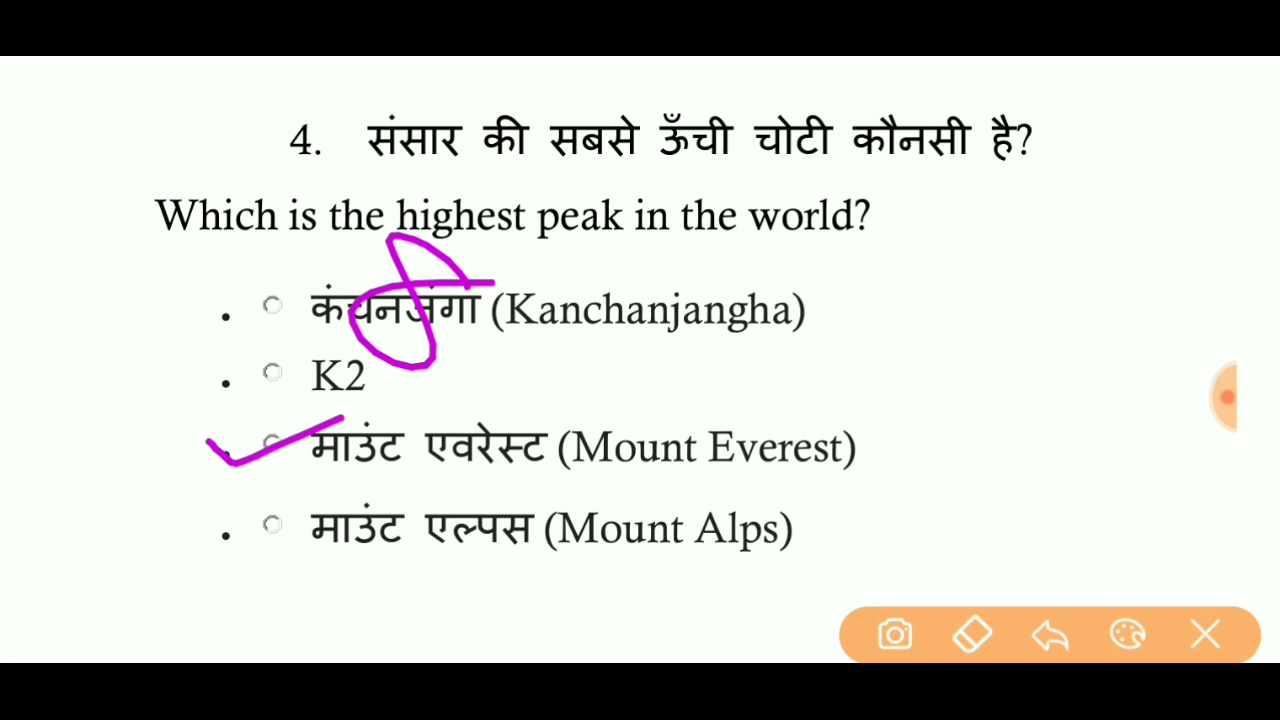 4. संसार की सबसे ऊँची चोटी कौनसी है?
Which is the highest peak in the world?
कंचनजंगा (Kanchanjangha)
K2
माउंट एवरेस्ट (Mount Everest)
माउंट एल्पस (Mount Alps)